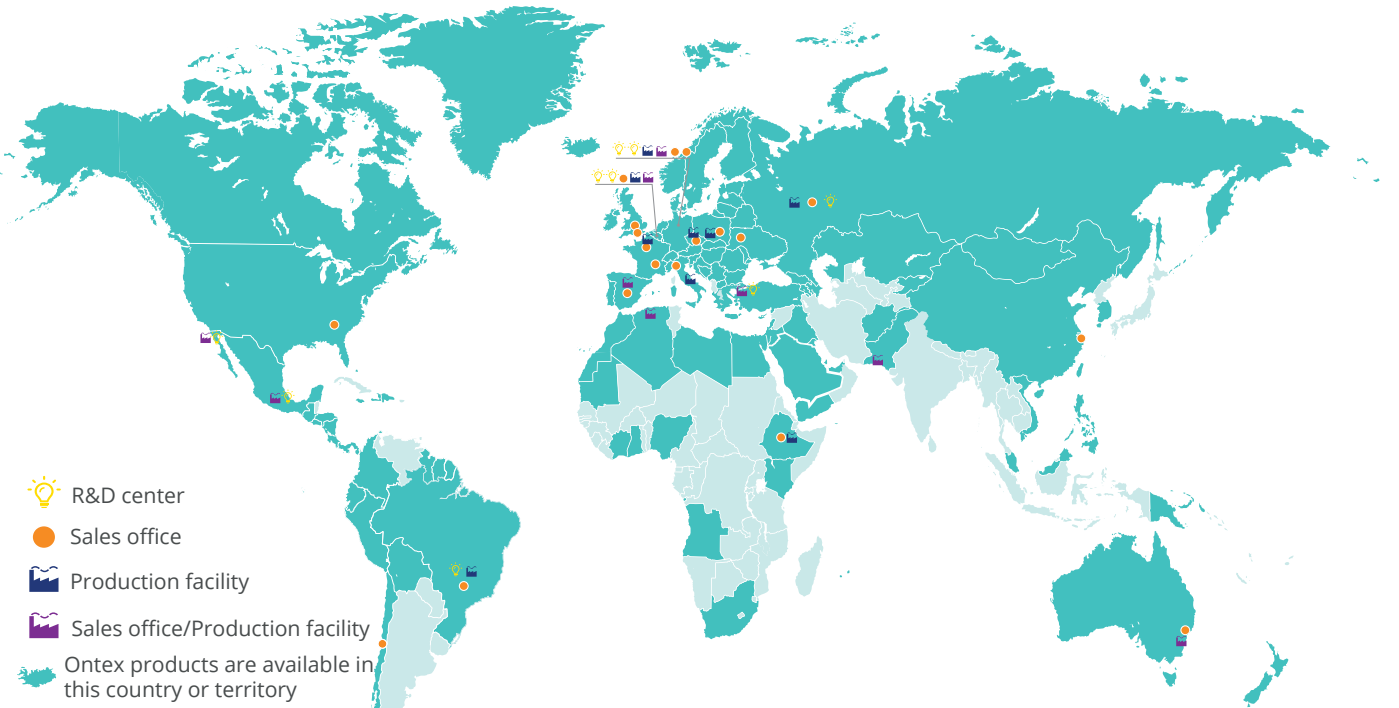 R&D center
Sales office
Production facility
Sales office/Production facility
Ontex products are available in
this country or territory